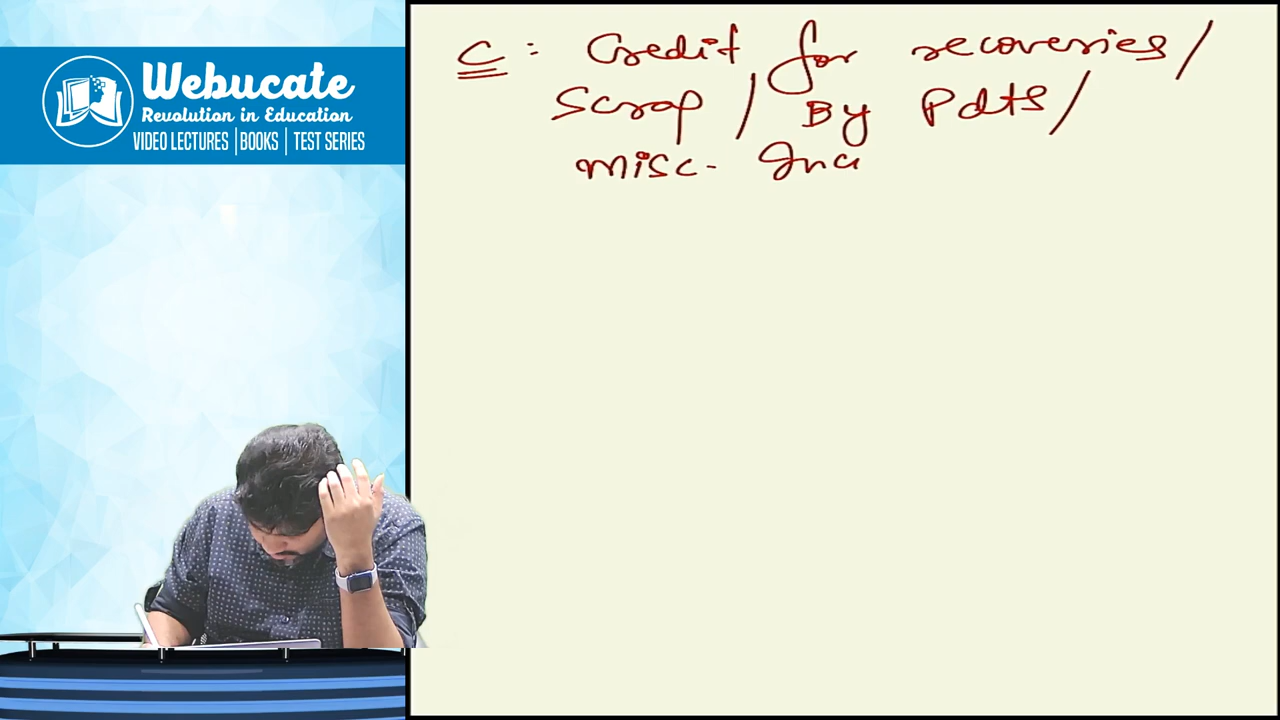 Webucate
Revolution in Education
VIDEO LECTURES | BOOKS | TEST SERIES
C : Credit for recoveries /
Scrap / By Pdts /
misc. Inc